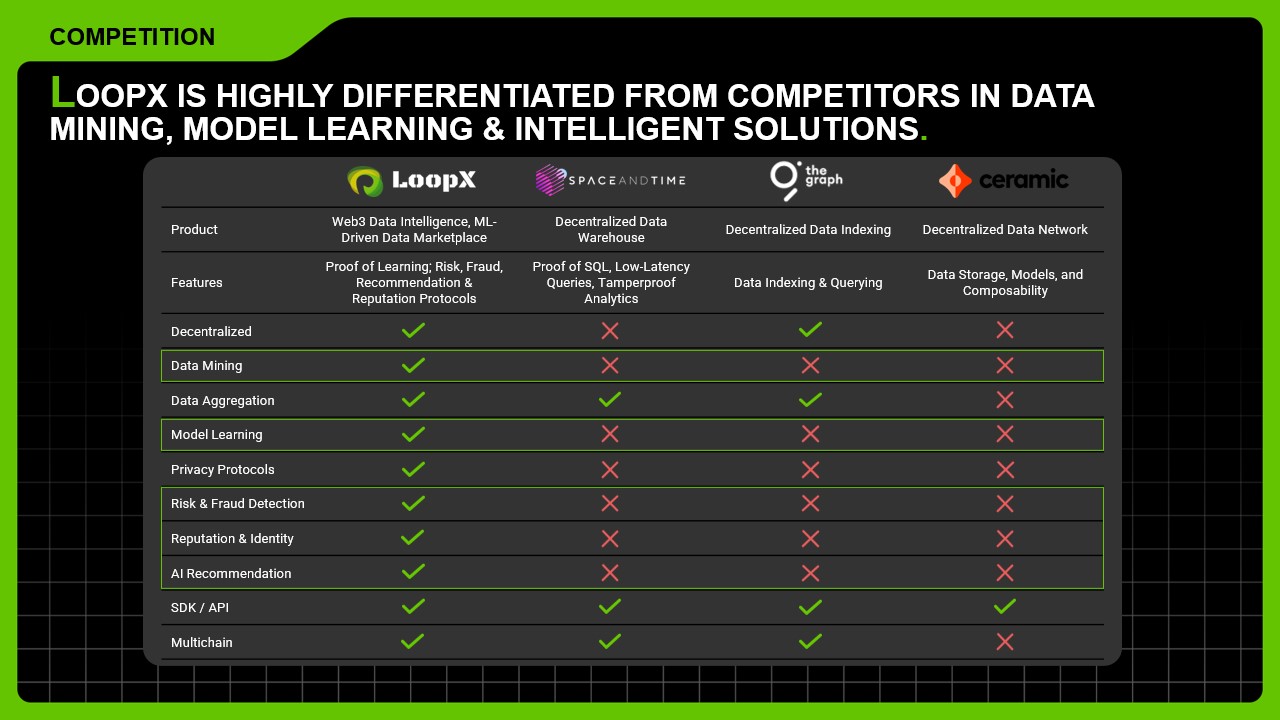 COMPETITION
LOOPX IS HIGHLY DIFFERENTIATED FROM COMPETITORS IN DATA
MINING, MODEL LEARNING & INTELLIGENT SOLUTIONS.
LoopX
SPACEANDTIME
the
graph
ceramic
Product
Web3 Data Intelligence, ML-
Driven Data Marketplace
Decentralized Data
Warehouse
Decentralized Data Indexing
Decentralized Data Network
Features
Proof of Learning; Risk, Fraud,
Recommendation &
Reputation Protocols
Proof of SQL, Low-Latency
Queries, Tamperproof
Analytics
Data Indexing & Querying
Data Storage, Models, and
Composability
Decentralized
Data Mining
Data Aggregation
Model Learning
Privacy Protocols
Risk & Fraud Detection
Reputation & Identity
AI Recommendation
SDK / API
Multichain